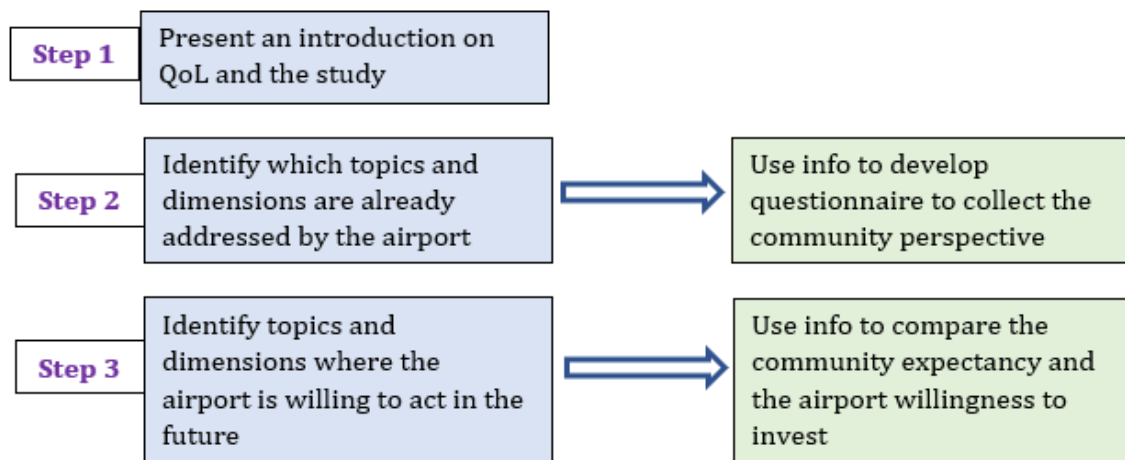 Step 1
Present an introduction on
QoL and the study
Step 2
Identify which topics and
dimensions are already
addressed by the airport
Use info to develop
questionnaire to collect the
community perspective
Step 3
Identify topics and
dimensions where the
airport is willing to act in the
future
Use info to compare the
community expectancy and
the airport willingness to
invest